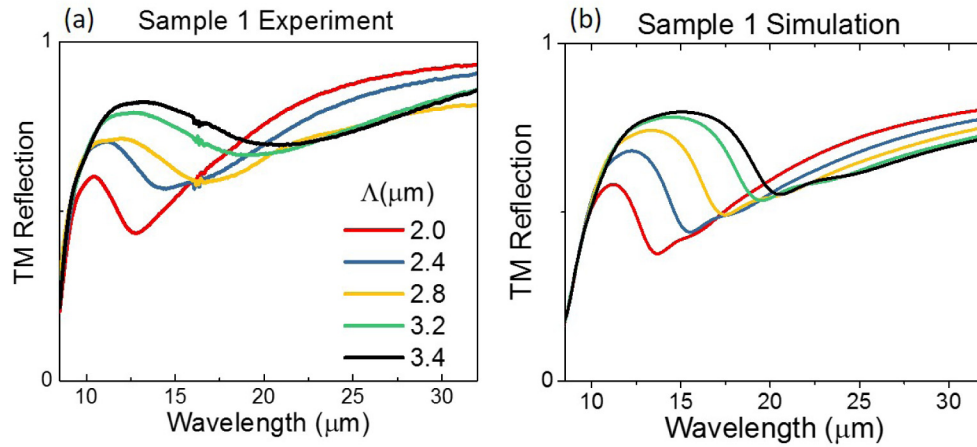 (a) Sample 1 Experiment
1
TM Reflection
0
Λ(μm)
2.0
2.4
2.8
3.2
3.4
10 15 20 25 30
Wavelength (μm)
(b) Sample 1 Simulation
1
TM Reflection
0
10 15 20 25 30
Wavelength (μm)